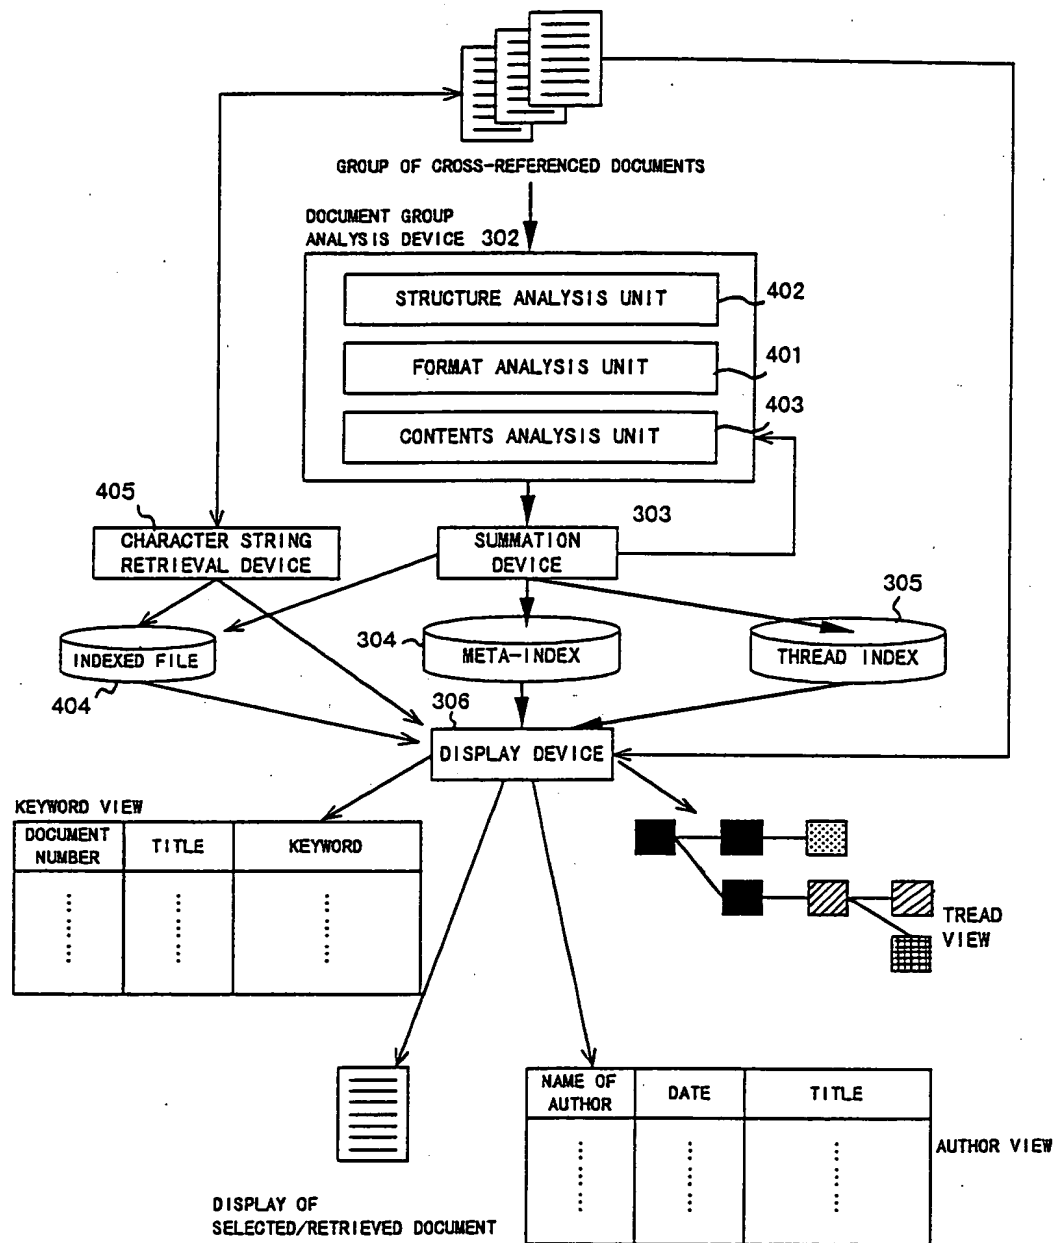 GROUP OF CROSS-REFERENCED DOCUMENTS
DOCUMENT GROUP
ANALYSIS DEVICE 302
STRUCTURE ANALYSIS UNIT
402
FORMAT ANALYSIS UNIT
401
CONTENTS ANALYSIS UNIT
403
405
CHARACTER STRING
RETRIEVAL DEVICE
303
SUMMATION
DEVICE
305
304
INDEXED FILE
META-INDEX
THREAD INDEX
404
306
DISPLAY DEVICE
KEYWORD VIEW
DOCUMENT
NUMBER
TITLE
KEYWORD
TREAD
VIEW
NAME OF
AUTHOR
DATE
TITLE
AUTHOR VIEW
DISPLAY OF
SELECTED/RETRIEVED DOCUMENT